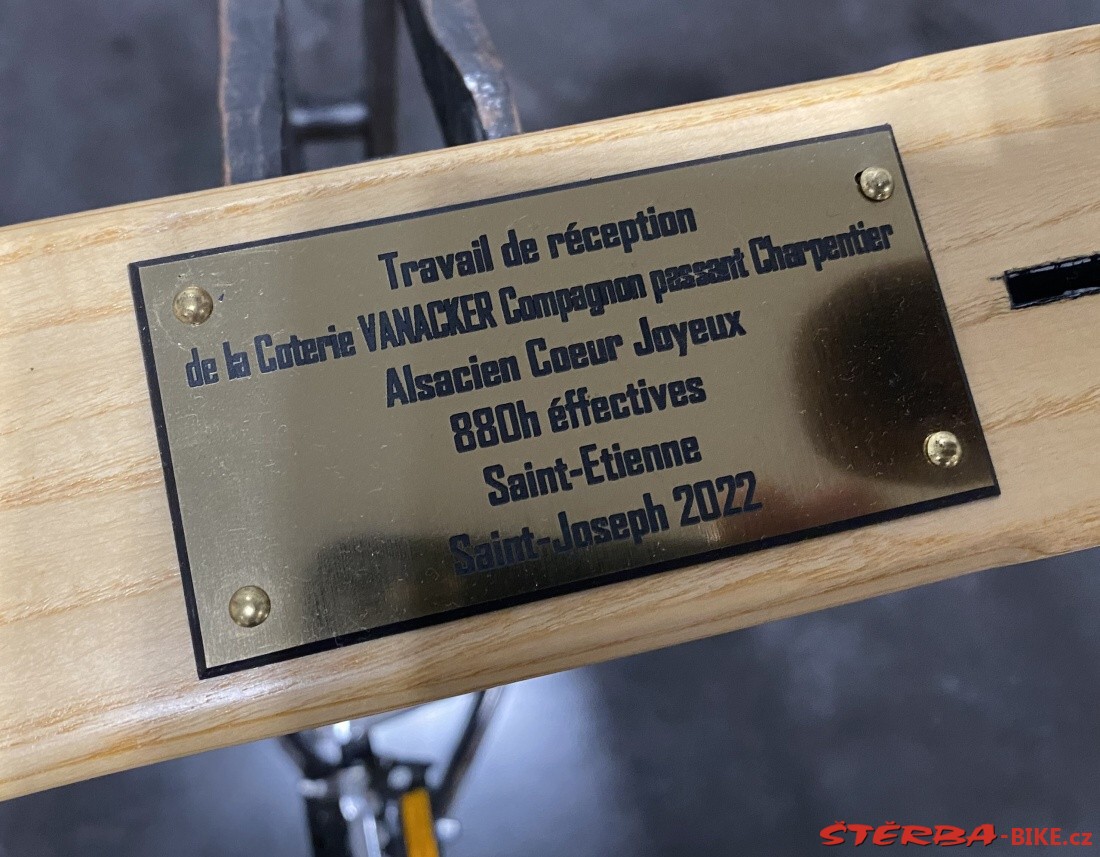 Travail de réception
de la Coterie VANACKER Compagnon passant Charpentier
Alsacien Coeur Joyeux
880h éffectives
Saint-Etienne
Saint-Joseph 2022
ŠTĚRBA-BIKE.cz